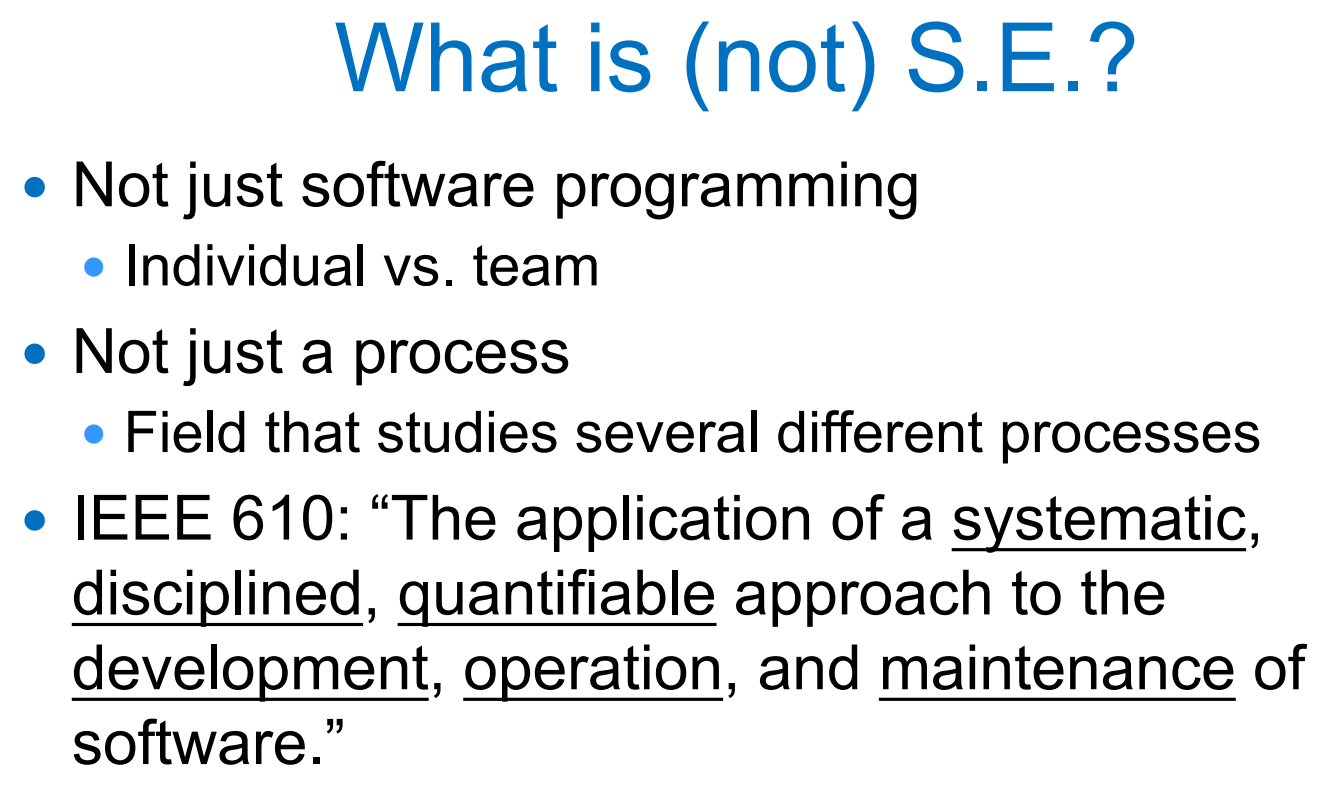 What is (not) S.E.?
• Not just software programming
• Individual vs. team
• Not just a process
• Field that studies several different processes
• IEEE 610: “The application of a systematic,
disciplined, quantifiable approach to the
development, operation, and maintenance of
software.”